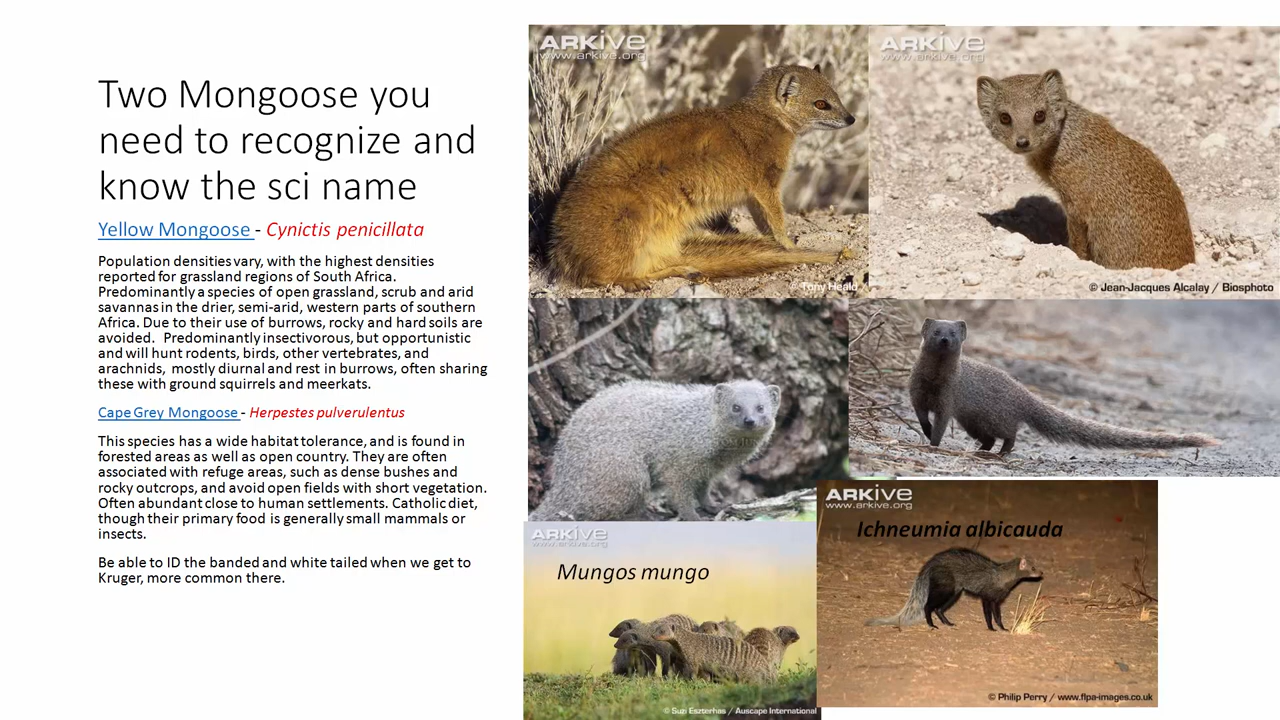 Two Mongoose you
need to recognize and
know the sci name
Yellow Mongoose - Cynictis penicillata
Population densities vary, with the highest densities
reported for grassland regions of South Africa.
Predominantly a species of open grassland, scrub and arid
savannas in the drier, semi-arid, western parts of southern
Africa. Due to their use of burrows, rocky and hard soils are
avoided. Predominantly insectivorous, but opportunistic
and will hunt rodents, birds, other vertebrates, and
arachnids, mostly diurnal and rest in burrows, often sharing
these with ground squirrels and meerkats.
Cape Grey Mongoose - Herpestes pulverulentus
This species has a wide habitat tolerance, and is found in
forested areas as well as open country. They are often
associated with refuge areas, such as dense bushes and
rocky outcrops, and avoid open fields with short vegetation.
Often abundant close to human settlements. Catholic diet,
though their primary food is generally small mammals or
insects.
Be able to ID the banded and white tailed when we get to
Kruger, more common there.
ARKIVE
www.arkive.org
© Tony Heald
ARKIVE
www.arkive.org
© Jean-Jacques Alcalay / Biosphoto
ARKIVE
www.arkive.org
Mungos mungo
© Suzi Eszterhas / Auscape International
ARKIVE
www.arkive.org
Ichneumia albicauda
© Philip Perry / www.flpa-images.co.uk